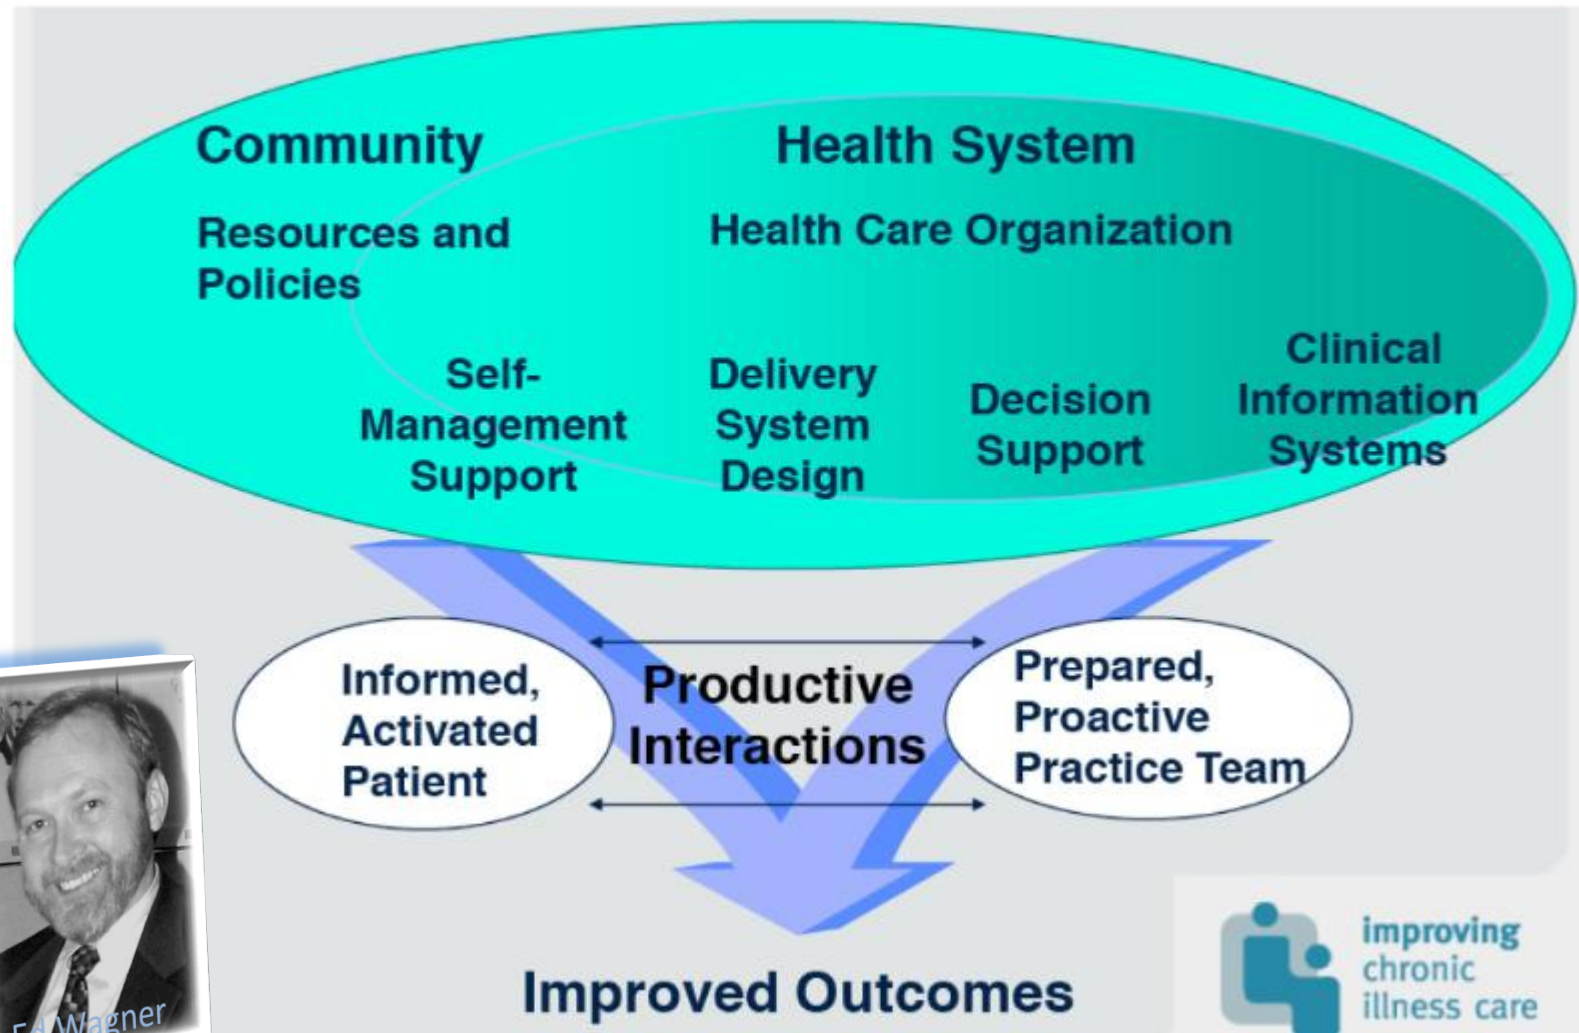 Community
Health System
Resources and
Policies
Health Care Organization
Self-
Management
Support
Delivery
System
Design
Decision
Support
Clinical
Information
Systems
Informed,
Activated
Patient
Productive
Interactions
Prepared,
Proactive
Practice Team
Improved Outcomes
Ed Wagner
improving
chronic
illness care